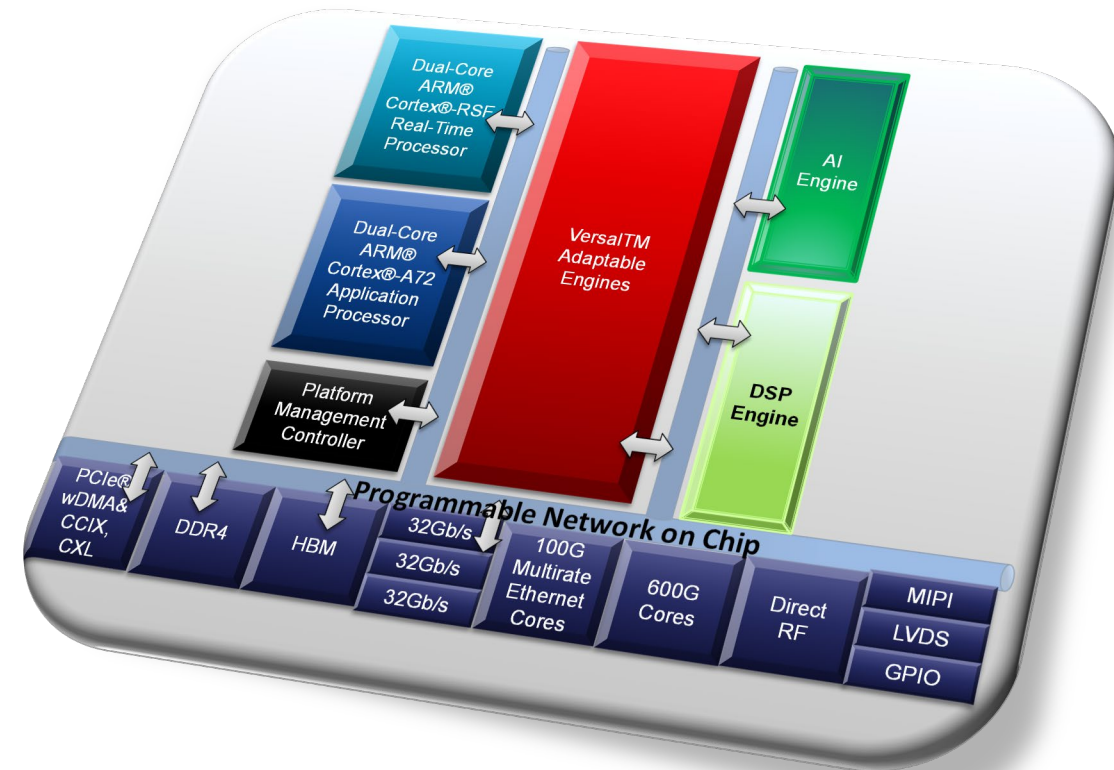 Dual-Core
ARM®
Cortex®-RSF
Real-Time
Processor
Dual-Core
ARM®
Cortex®-A72
Application
Processor
Platform
Management
Controller
VersalTM
Adaptable
Engines
AI
Engine
DSP
Engine
Programmable Network on Chip
PCIe®
wDMA&
CCIX,
CXL
DDR4
HBM
32Gb/s
32Gb/s
32Gb/s
100G
Multirate
Ethernet
Cores
600G
Cores
Direct
RF
MIPI
LVDS
GPIO